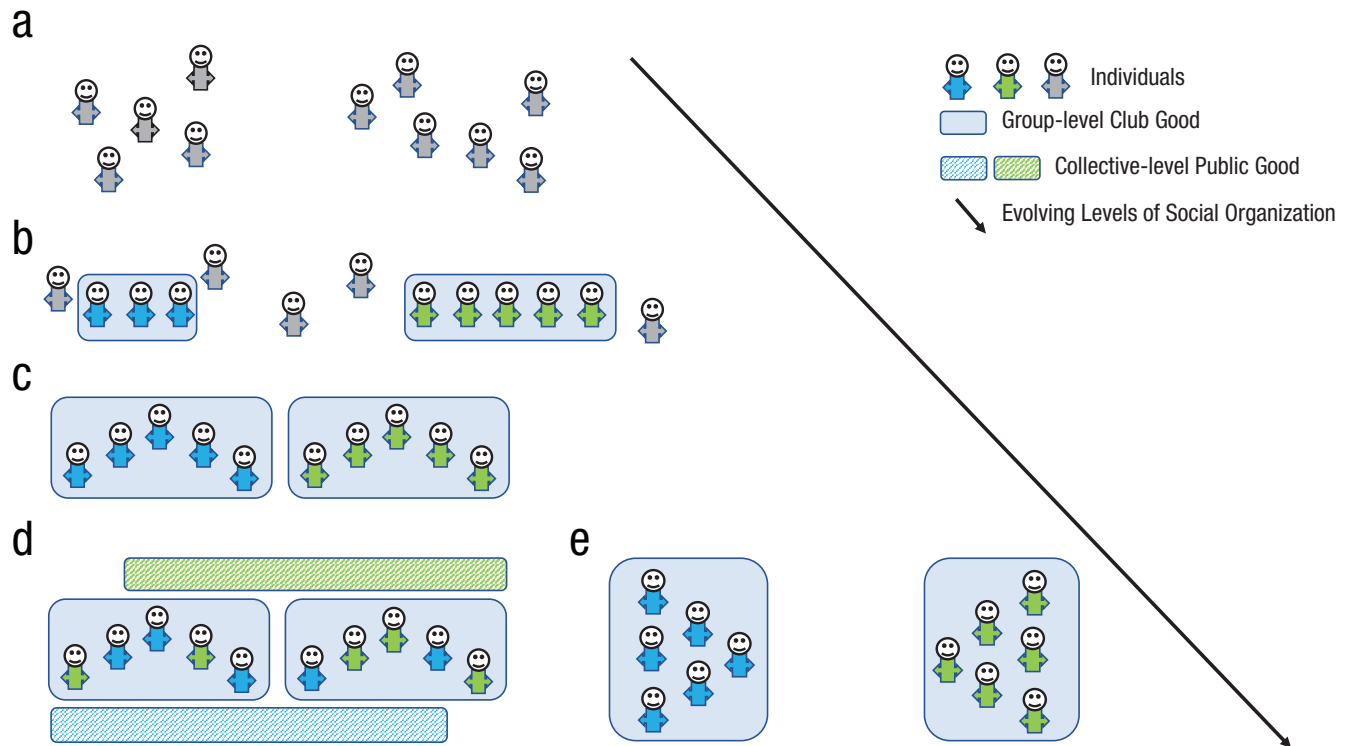 a
Individuals
Group-level Club Good
Collective-level Public Good
Evolving Levels of Social Organization
b
c
d
e